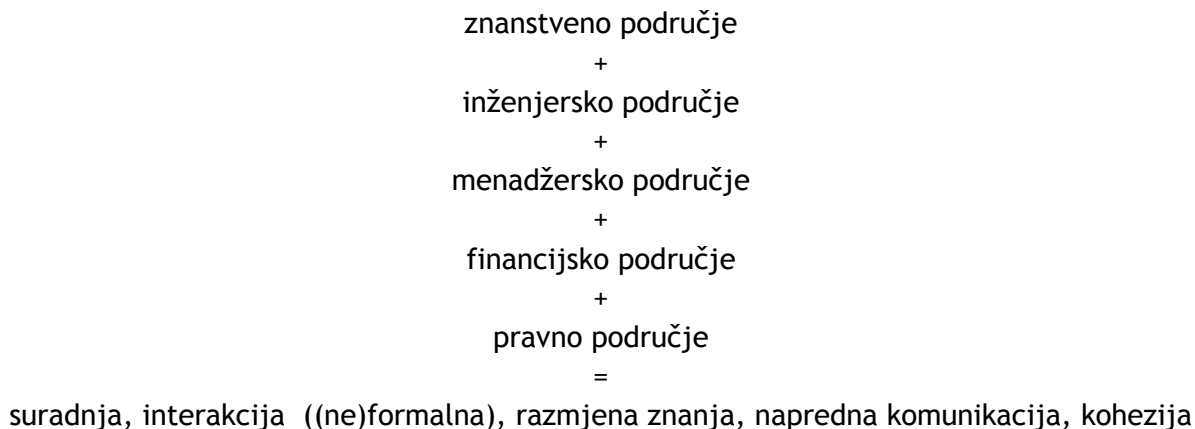 znanstveno područje
+
inženjersko područje
+
menadžersko područje
+
financijsko područje
+
pravno područje
=
suradnja, interakcija  ((ne)formalna), razmjena znanja, napredna komunikacija, kohezija